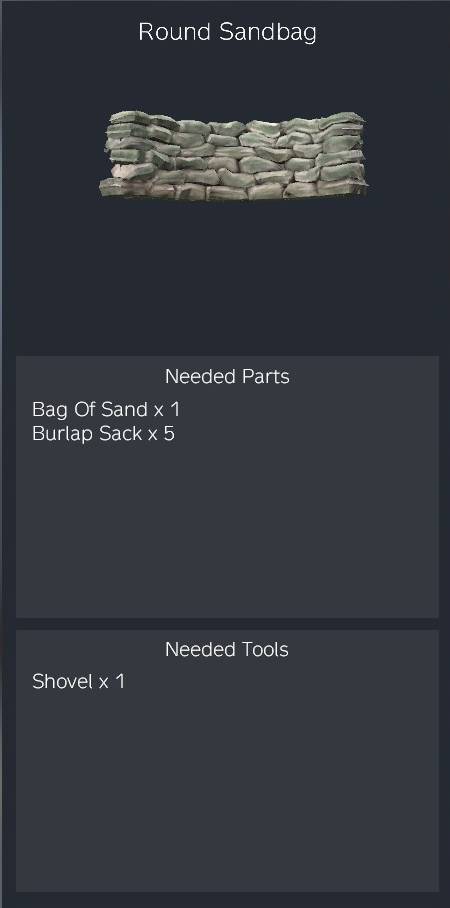 Round Sandbag
Needed Parts
Bag Of Sand x 1
Burlap Sack x 5
Needed Tools
Shovel x 1